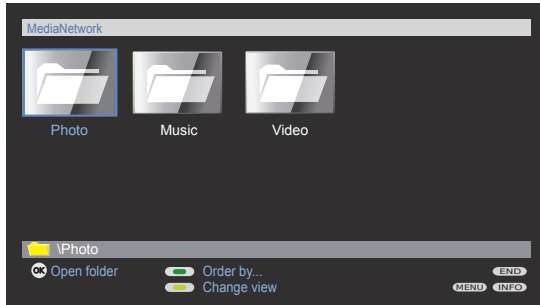 MediaNetwork
Photo Music Video
\Photo
OK Open folder Order by... END
Change view MENU INFO